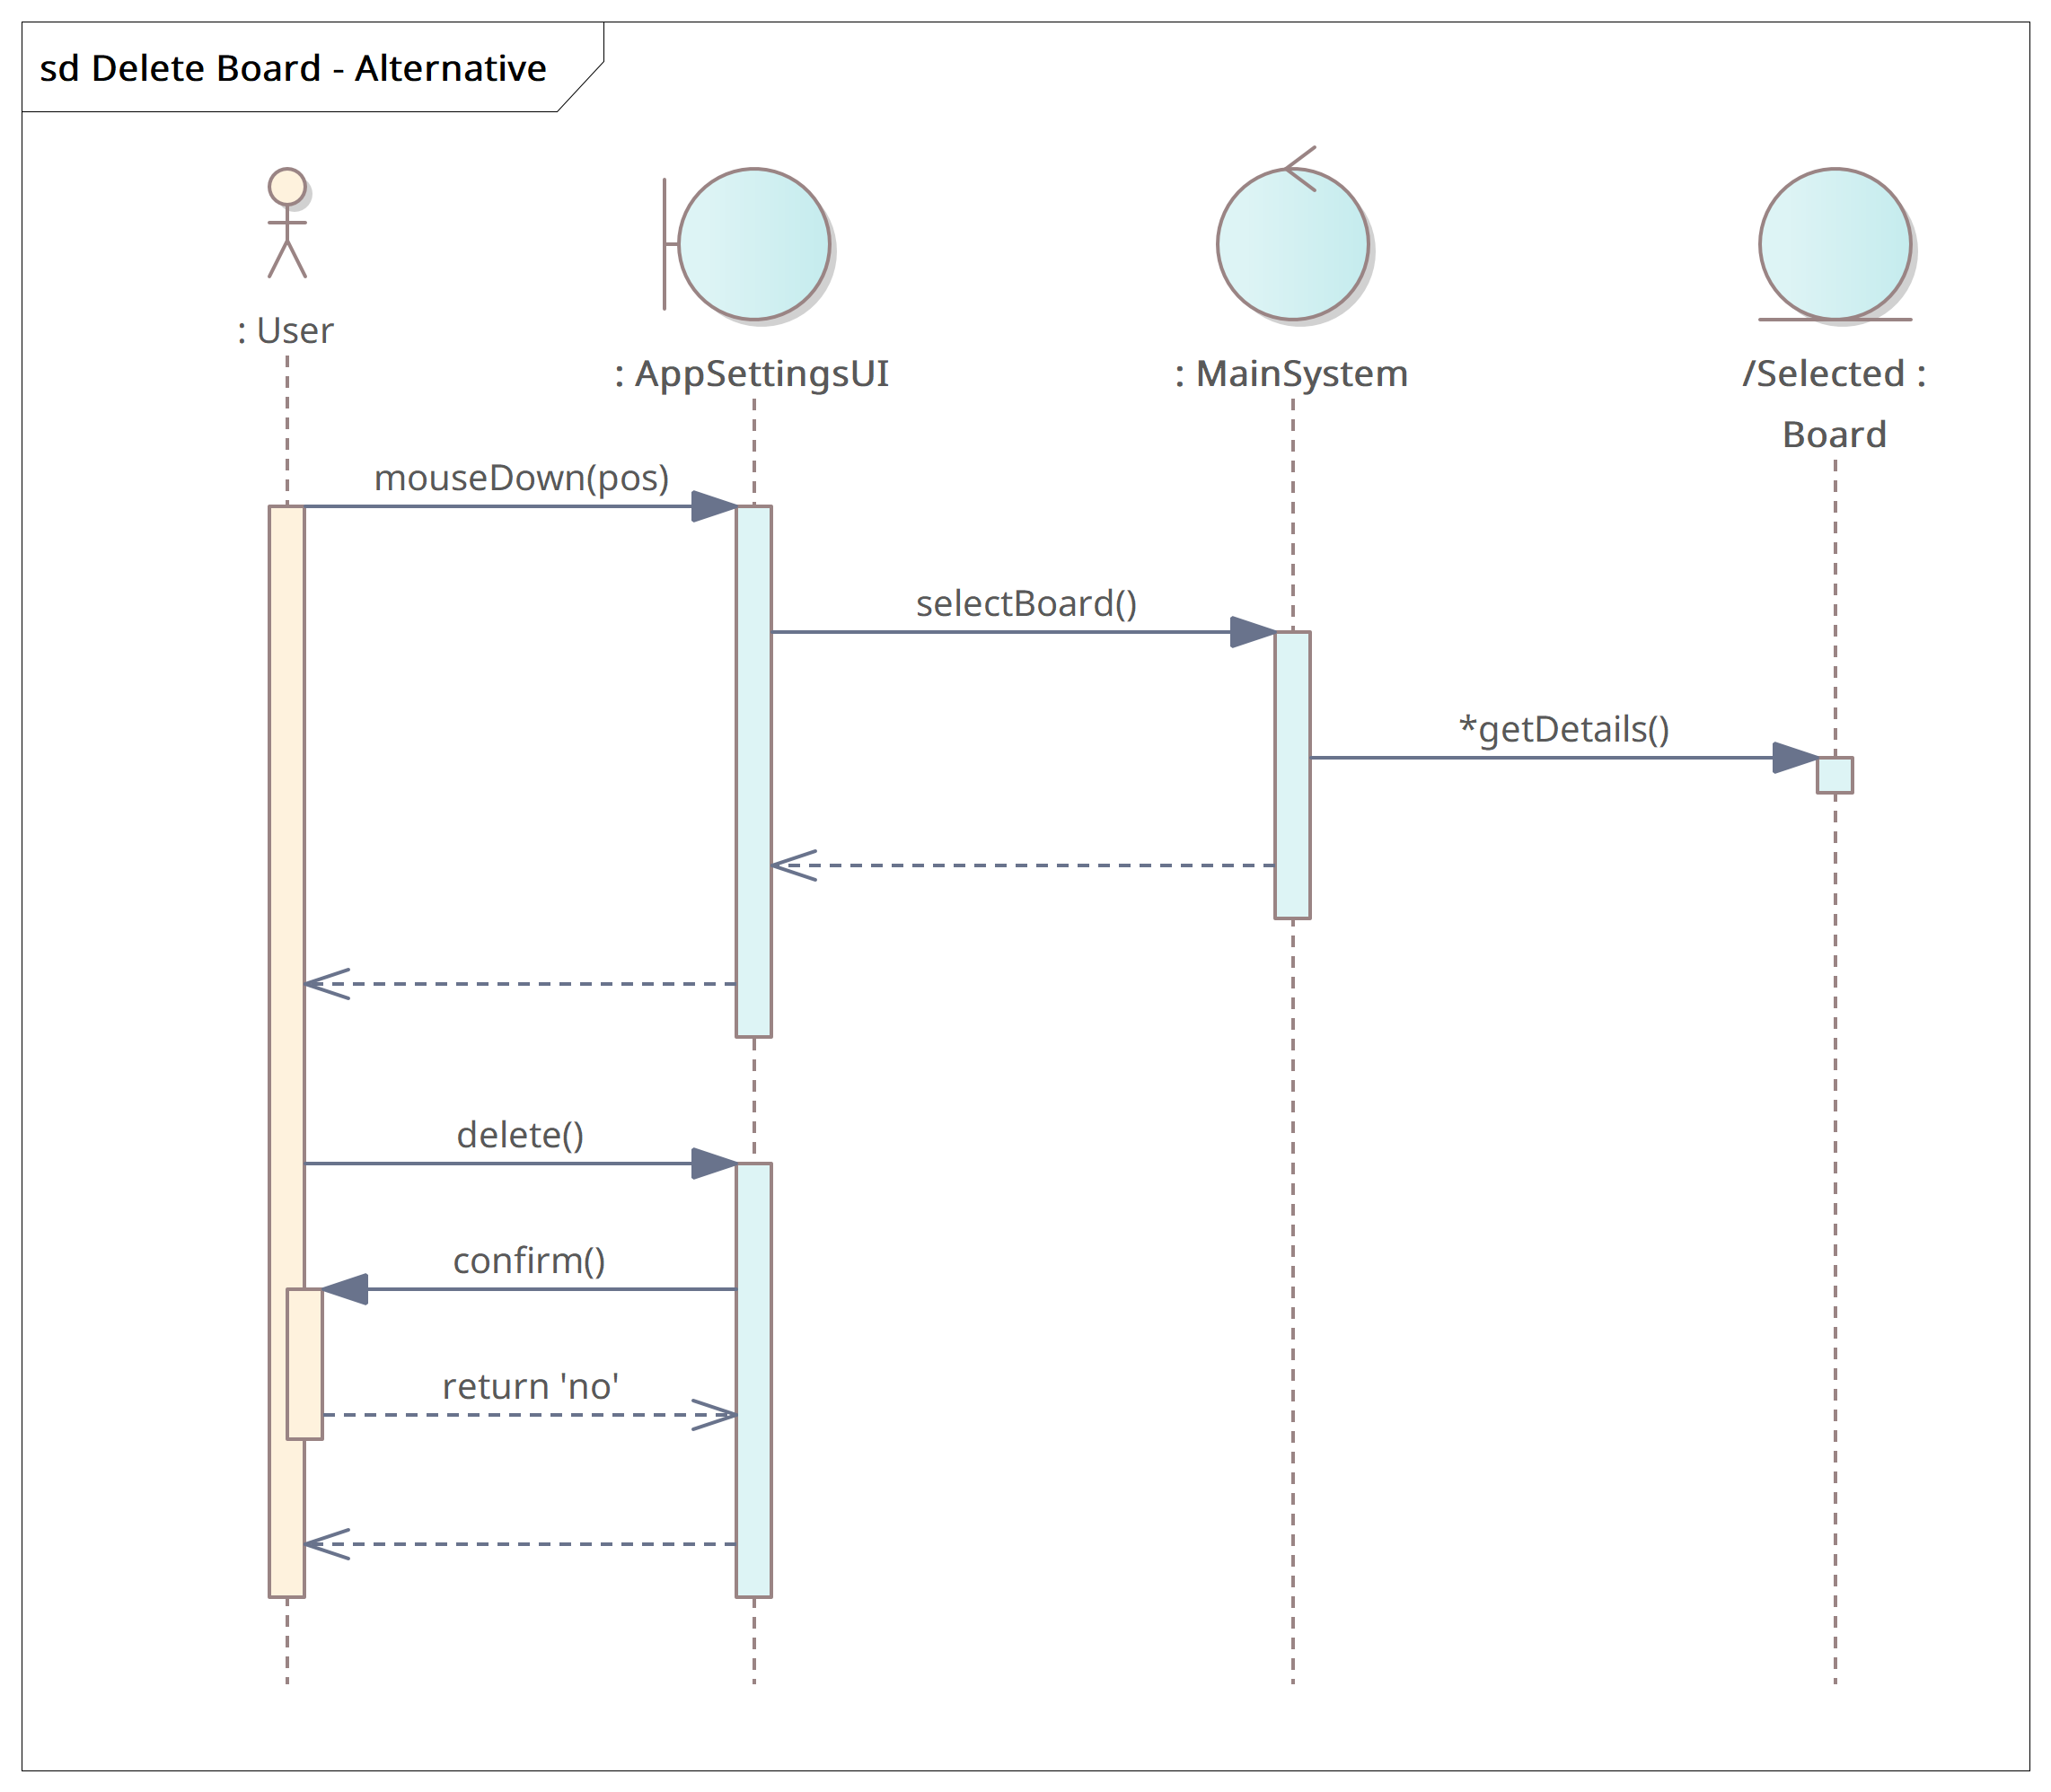 sd Delete Board - Alternative
: User
: AppSettingsUI
: MainSystem
/Selected :
Board
mouseDown(pos)
selectBoard()
*getDetails()
delete()
confirm()
return 'no'